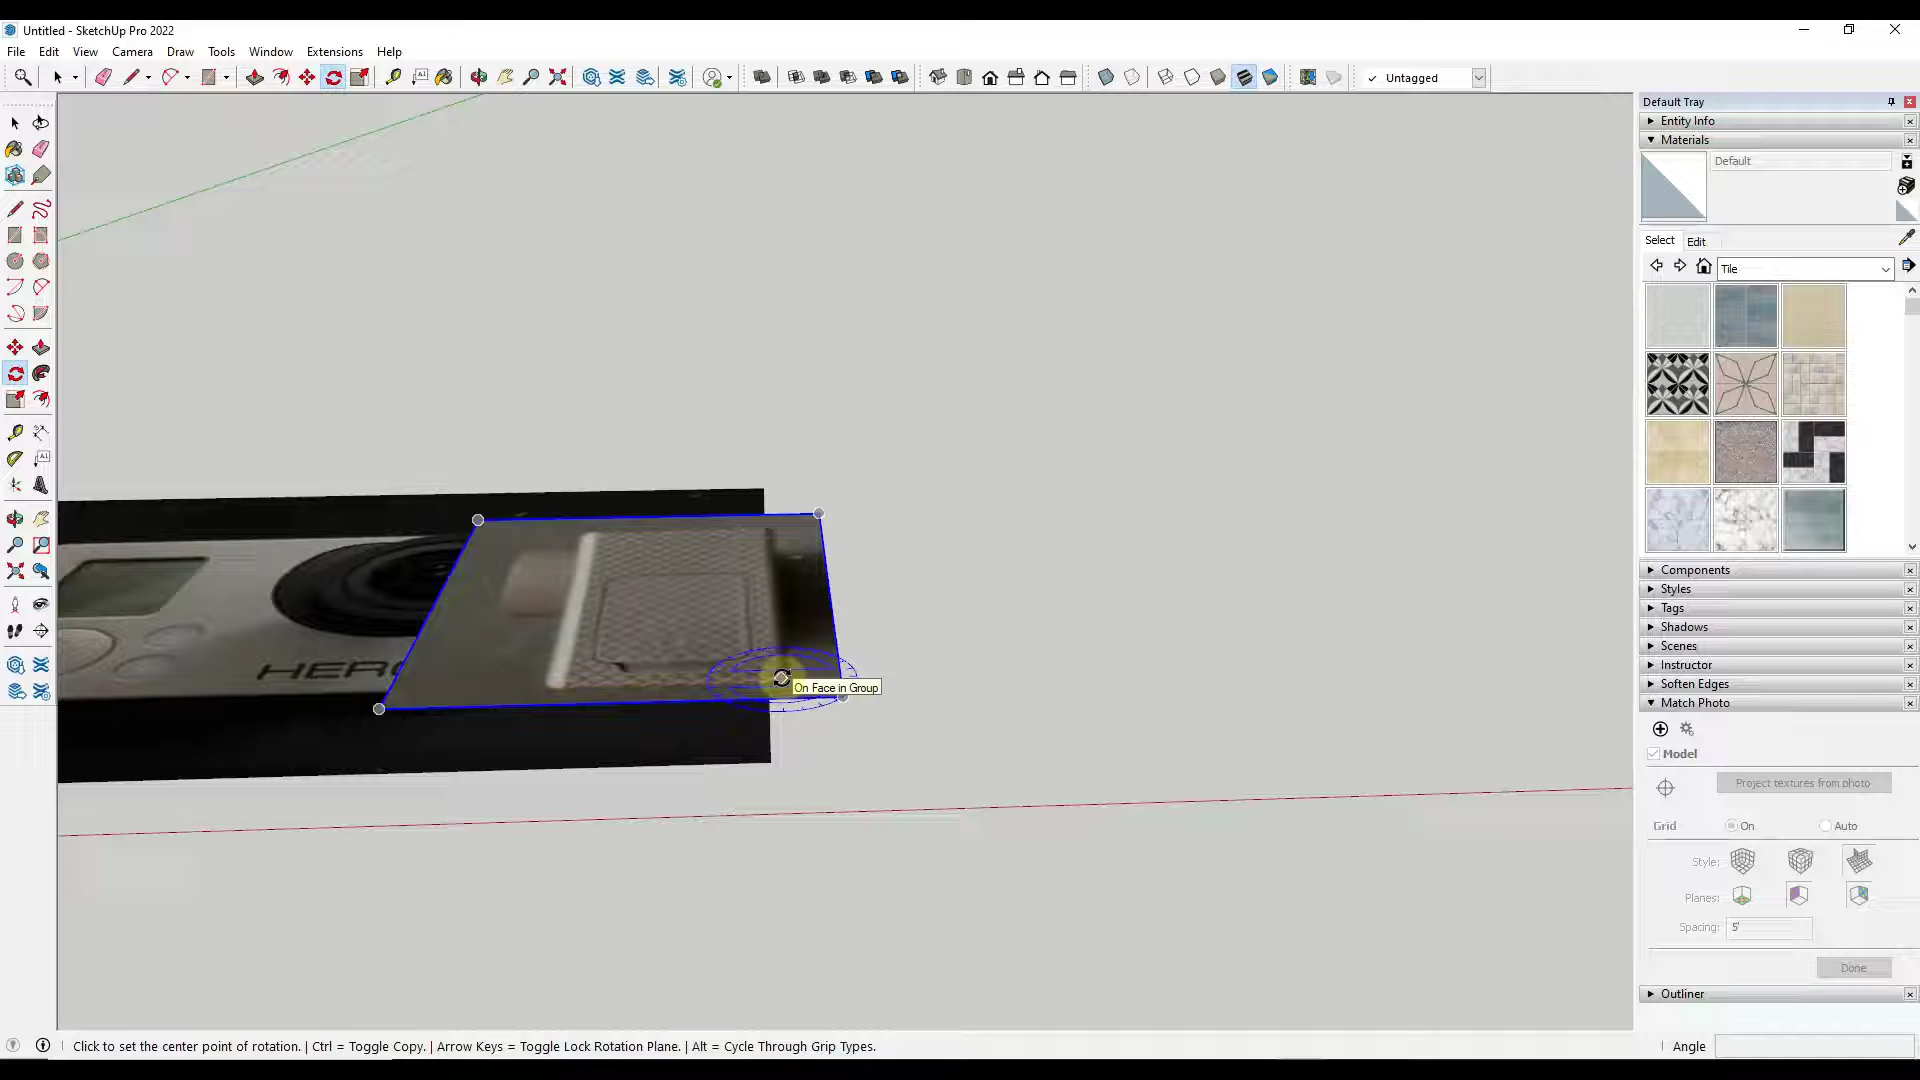 Untitled - SketchUp Pro 2022
File Edit View Camera Draw Tools Window Extensions Help
Untagged
Default Tray
Entity Info
Materials
Default
Select Edit
Tile
HERO
On Face in Group
Components
Styles
Tags
Shadows
Scenes
Instructor
Soften Edges
Match Photo
Model
Project textures from photo
Grid On Auto
Style:
Planes:
Spacing: 5'
Done
Outliner
Click to set the center point of rotation. | Ctrl = Toggle Copy. | Arrow Keys = Toggle Lock Rotation Plane. | Alt = Cycle Through Grip Types.
Angle